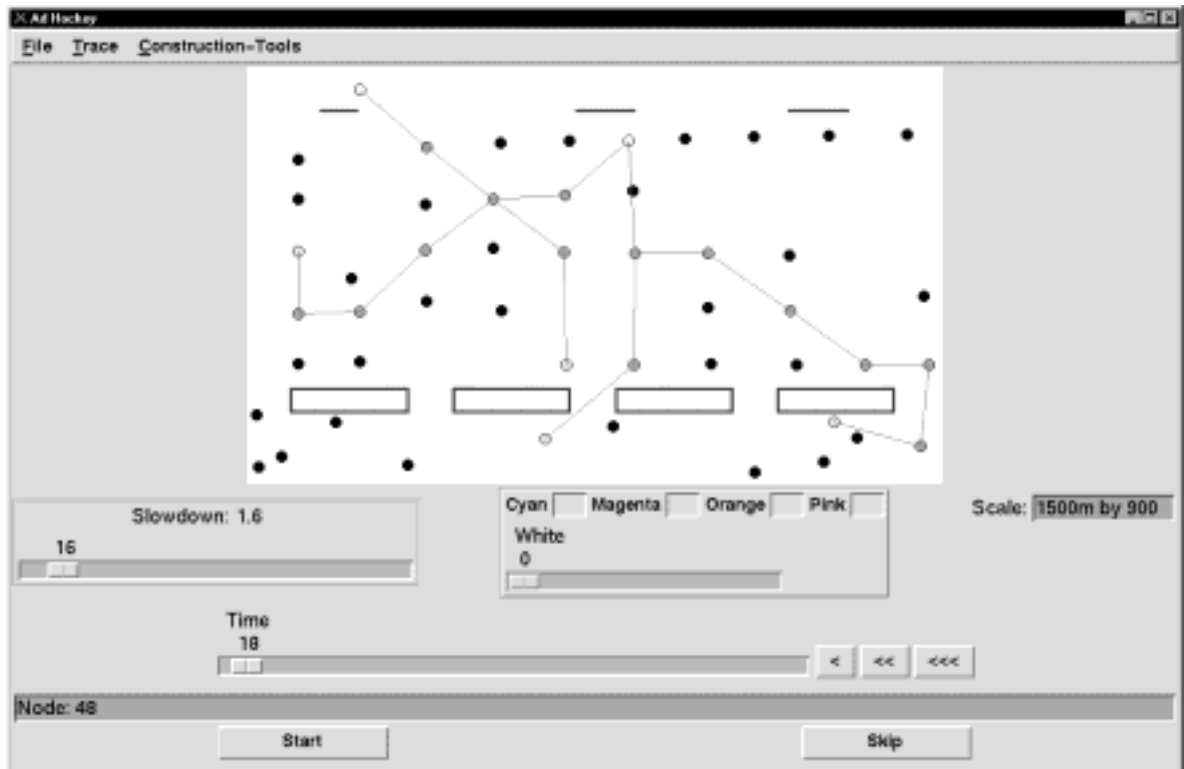 Ad Hockey
File Trace Construction-Tools
Slowdown: 1.6
16
Cyan Magenta Orange Pink
White
0
Scale: 1500m by 900
Time
18
< << <<<
Node: 48
Start Skip